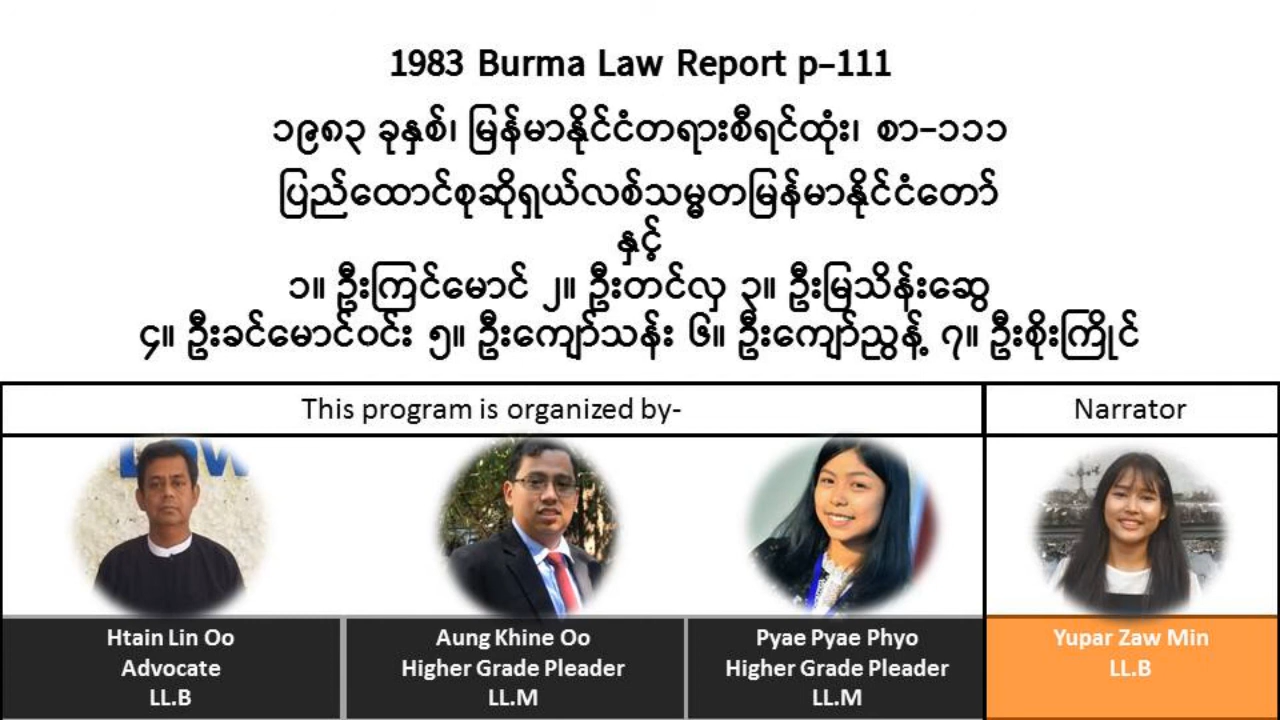 1983 Burma Law Report p-111
၁၉၈၃ ခုနှစ်၊ မြန်မာနိုင်ငံတရားစီရင်ထုံး၊ စာ-၁၁၁
ပြည်ထောင်စုဆိုရှယ်လစ်သမ္မတမြန်မာနိုင်ငံတော်
နှင့်
၁။ ဦးကြင်မောင် ၂။ ဦးတင်လှ ၃။ ဦးမြသိန်းဆွေ
၄။ ဦးခင်မောင်ဝင်း ၅။ ဦးကျော်သန်း ၆။ ဦးကျော်ညွန့် ၇။ ဦးစိုးကြိုင်
This program is organized by-
Narrator
Law
Htain Lin Oo
Advocate
LL.B
Aung Khine Oo
Higher Grade Pleader
LL.M
Pyae Pyae Phyo
Higher Grade Pleader
LL.M
Yupar Zaw Min
LL.B